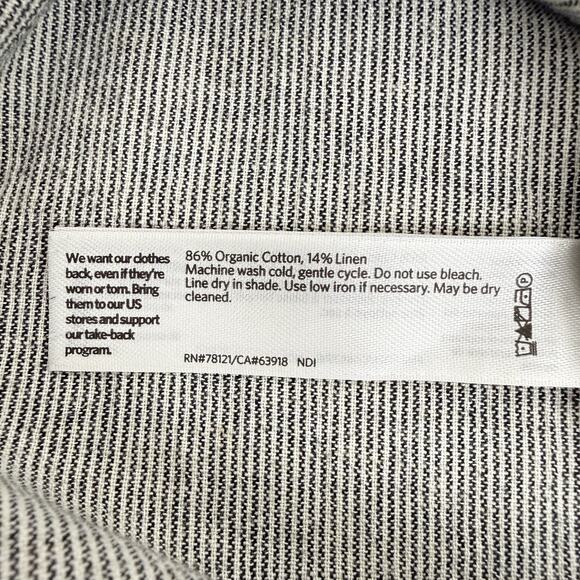 We want our clothes
back, even if they're
worn or torn. Bring
them to our US
stores and support
our take-back
program.
86% Organic Cotton, 14% Linen
Machine wash cold, gentle cycle. Do not use bleach.
Line dry in shade. Use low iron if necessary. May be dry
cleaned.
RN#78121/CA#63918 NDI